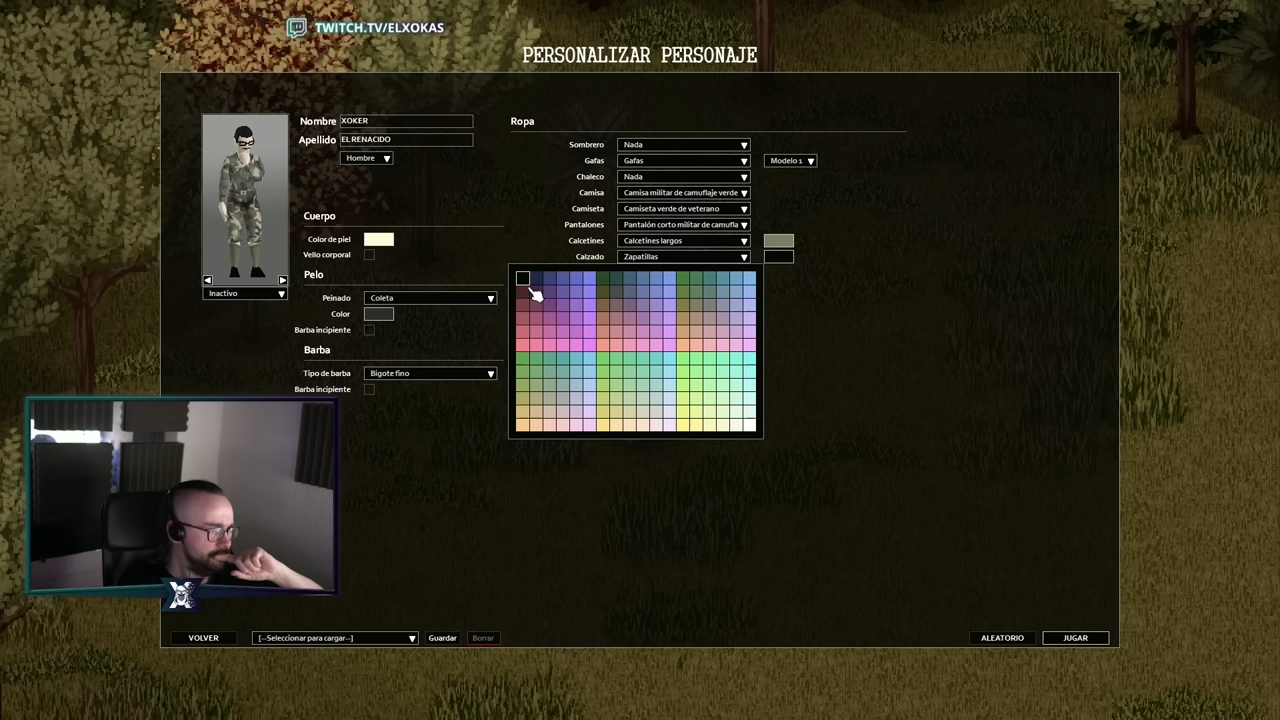 TWITCH.TV/ELXOKAS
PERSONALIZAR PERSONAJE
Nombre XOKER
Apellido EL RENACIDO
Hombre
Ropa
Sombrero Nada
Gafas Gafas Modelo 1
Chaleco Nada
Camisa Camisa militar de camuflaje verde
Camiseta Camiseta verde de veterano
Pantalones Pantalón corto militar de camufla
Calcetines Calcetines largos
Calzado Zapatillas
Cuerpo
Color de piel
Vello corporal
Pelo
Inactivo
Peinado Coleta
Color
Barba incipiente
Barba
Tipo de barba Bigote fino
Barba incipiente
VOLVER [--Seleccionar para cargar--] Guardar Borrar ALEATORIO JUGAR